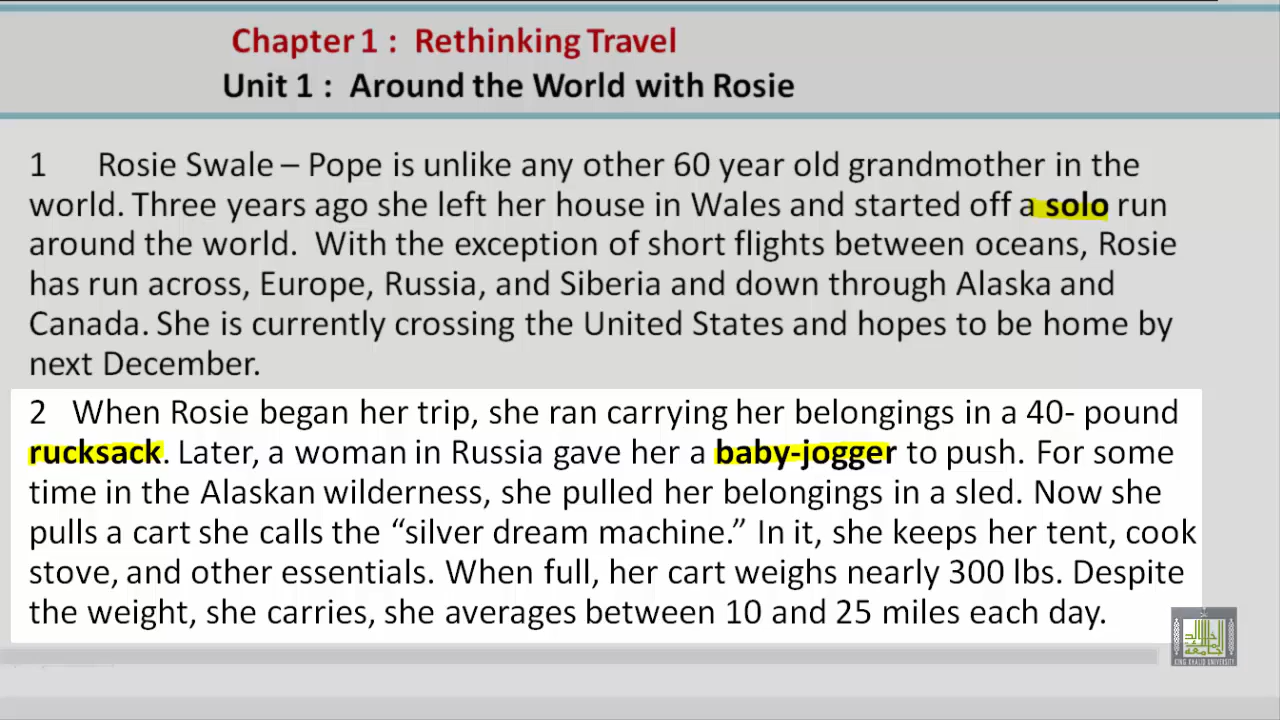 Chapter 1 : Rethinking Travel
Unit 1 : Around the World with Rosie
1 Rosie Swale – Pope is unlike any other 60 year old grandmother in the
world. Three years ago she left her house in Wales and started off a solo run
around the world. With the exception of short flights between oceans, Rosie
has run across, Europe, Russia, and Siberia and down through Alaska and
Canada. She is currently crossing the United States and hopes to be home by
next December.
2 When Rosie began her trip, she ran carrying her belongings in a 40- pound
rucksack. Later, a woman in Russia gave her a baby-jogger to push. For some
time in the Alaskan wilderness, she pulled her belongings in a sled. Now she
pulls a cart she calls the “silver dream machine.” In it, she keeps her tent, cook
stove, and other essentials. When full, her cart weighs nearly 300 lbs. Despite
the weight, she carries, she averages between 10 and 25 miles each day.
KING KHALID UNIVERSITY